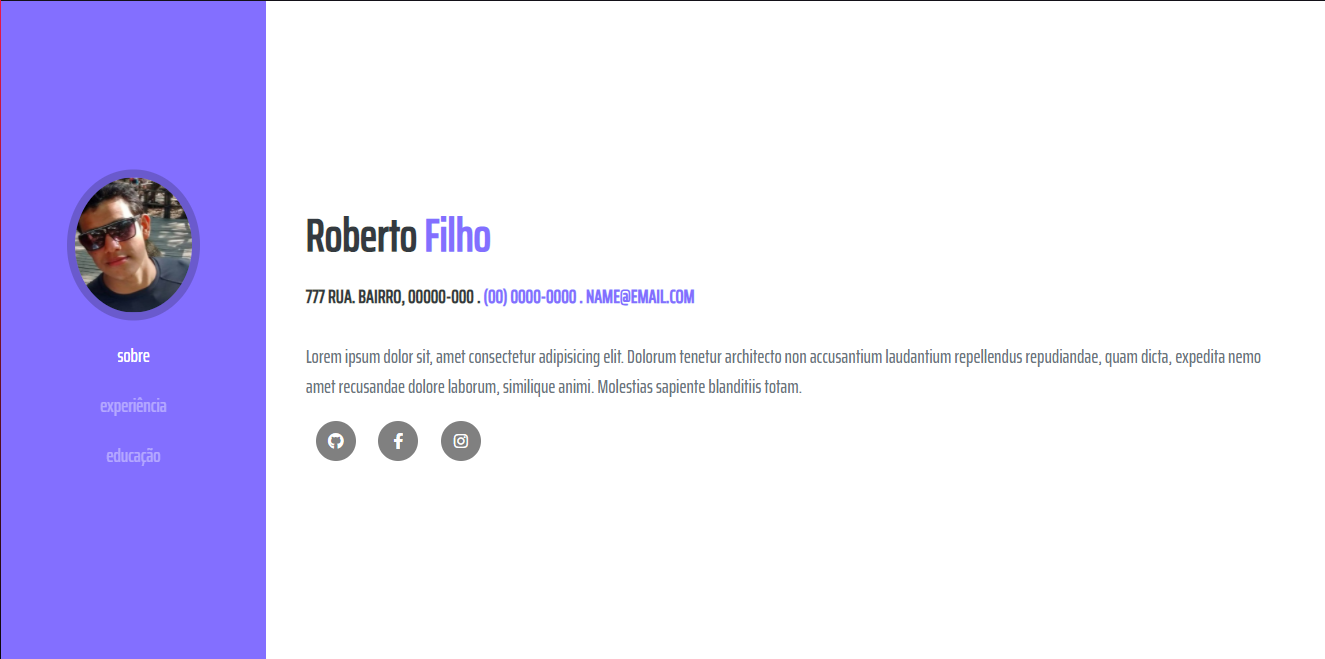 sobre
experiência
educação
Roberto Filho
777 RUA. BAIRRO, 00000-000 . (00) 0000-0000 . NAME@EMAIL.COM
Lorem ipsum dolor sit, amet consectetur adipisicing elit. Dolorum tenetur architecto non accusantium laudantium repellendus repudiandae, quam dicta, expedita nemo
amet recusandae dolore laborum, similique animi. Molestias sapiente blanditiis totam.